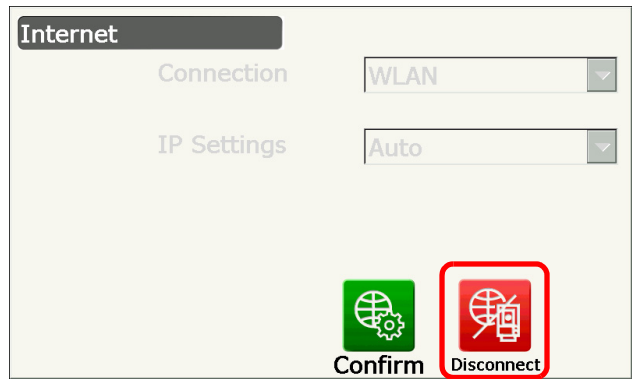 Internet
Connection WLAN
IP Settings Auto
Confirm Disconnect